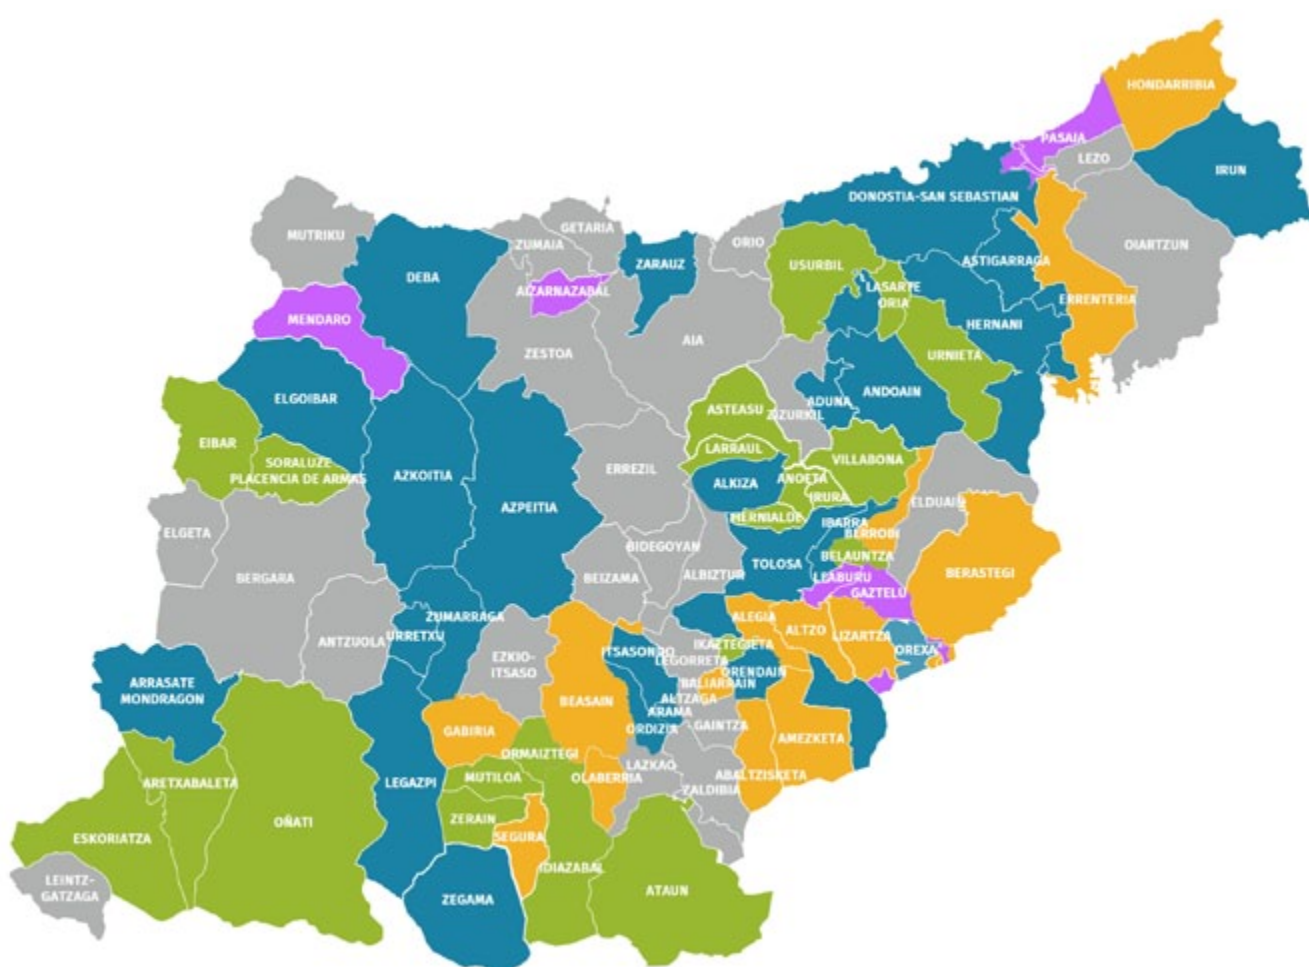 HONDARRIBIA
PASAIA
LEZO
IRUN
DONOSTIA-SAN SEBASTIAN
OIARTZUN
MUTRIKU
GETARIA
ZUMAIA
ORIO
ZARAUZ
USURBIL
ASTIGARRAGA
DEBA
AIZARNAZABAL
LASARTE
ORIA
ERRENTERIA
MENDARO
HERNANI
AIA
ZESTOA
URNIETA
ELGOIBAR
ADUNA
ANDOAIN
ASTEASU
ZIZURKIL
EIBAR
SORALUZE
PLACENCIA DE ARMAS
LARRAUL
VILLABONA
ERREZIL
AZKOITIA
ALKIZA
ANOETA
IRURA
AZPEITIA
HERNIALDE
ELDUAIN
IBARRA
BERROBI
ELGETA
BIDEGOYAN
BELAUNTZA
TOLOSA
BERGARA
BEIZAMA
ALBIZTUR
LEABURU
GAZTELU
BERASTEGI
ZUMARRAGA
ALEGIA
ALTZO
LIZARTZA
ANTZUOLA
URRETXU
IKAZTEGIETA
EZKIO-
ITSASO
ITSASONDO
LEGORRETA
OREXA
ORENDAIN
ARRASATE
MONDRAGON
BALIARRAIN
BEASAIN
ALTZAGA
ARAMA
GABIRIA
ORDIZIA
GAINTZA
AMEZKETA
ORMAIZTEGI
LAZKAO
ARETXABALETA
LEGAZPI
MUTILOA
OLABERRIA
ABALTZISKETA
ZALDIBIA
OÑATI
ZERAIN
ESKORIATZA
SEGURA
IDIAZABAL
LEINTZ-
GATZAGA
ZEGAMA
ATAUN